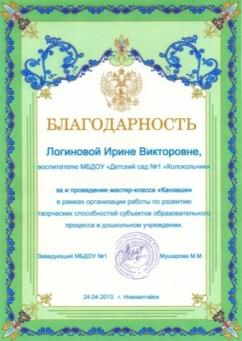 БЛАГОДАРНОСТЬ
Логиновой Ирине Викторовне,
воспитателю МБДОУ «Детский сад №1 «Колокольчик»
за и проведение мастер-класса «Канзаши»
в рамках организации работы по развитию
творческих способностей субъектов образовательного
процесса в дошкольном учреждении.
Заведующий МБДОУ №1 Мушарова М.М.
24.04.2013. г. Новоалтайск